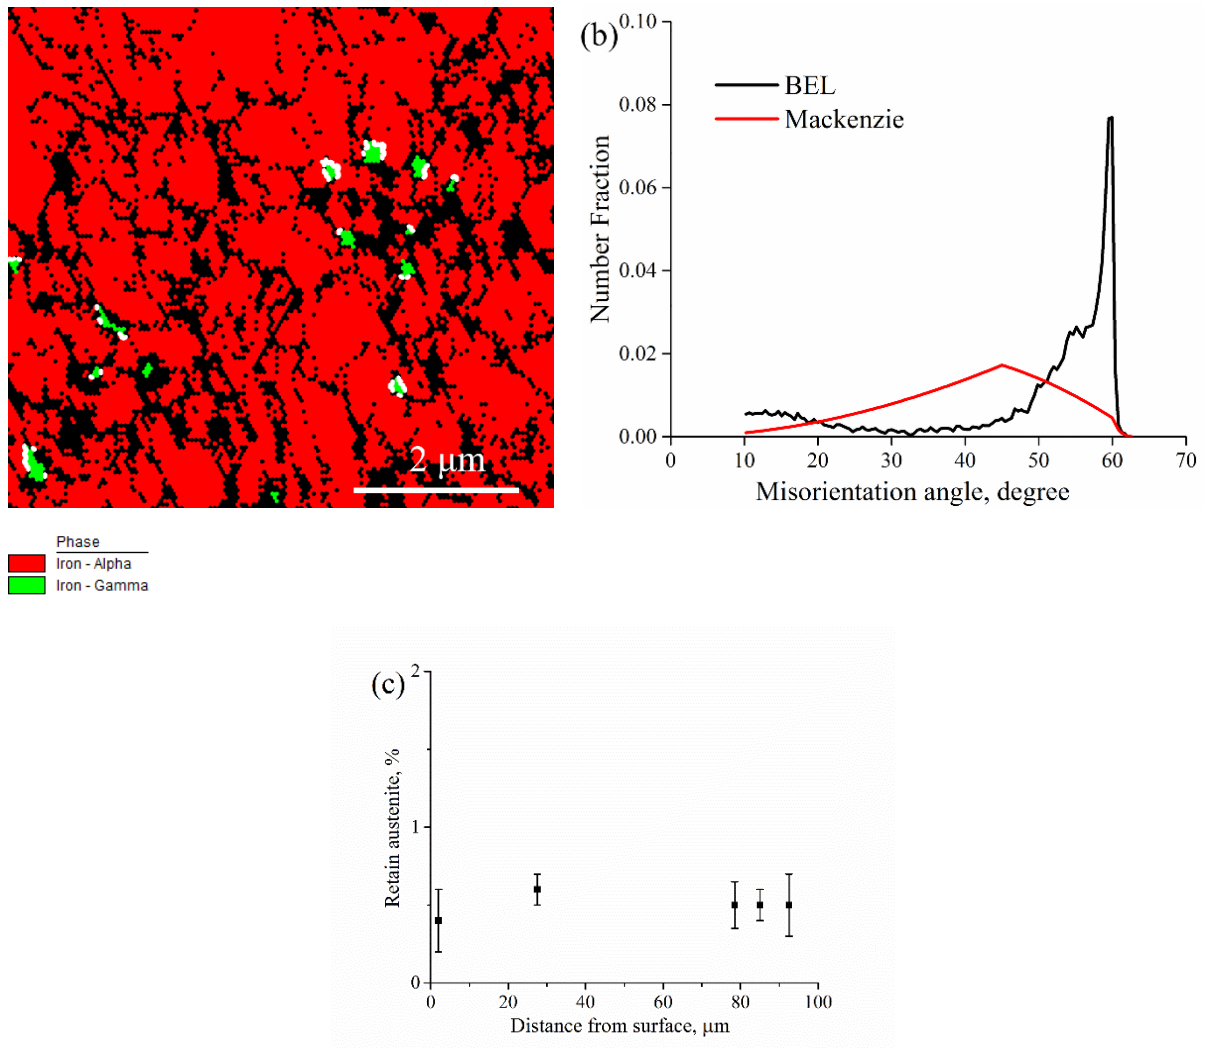 2 μm
Phase
Iron - Alpha
Iron - Gamma
(b)
0.10
0.08
0.06
0.04
0.02
0.00
Number Fraction
BEL
Mackenzie
0 10 20 30 40 50 60 70
Misorientation angle, degree
(c)
2
1
0
Retain austenite, %
0 20 40 60 80 100
Distance from surface, μm